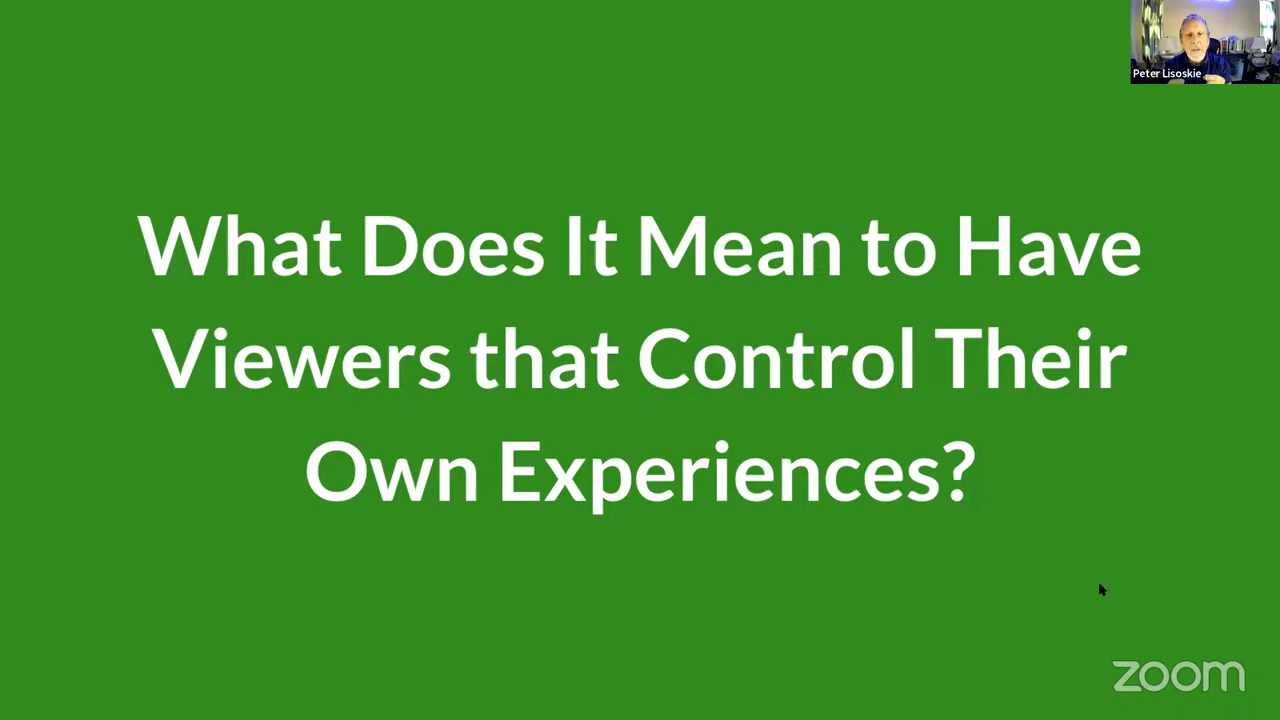 Peter Lisoskie
What Does It Mean to Have
Viewers that Control Their
Own Experiences?
zoom